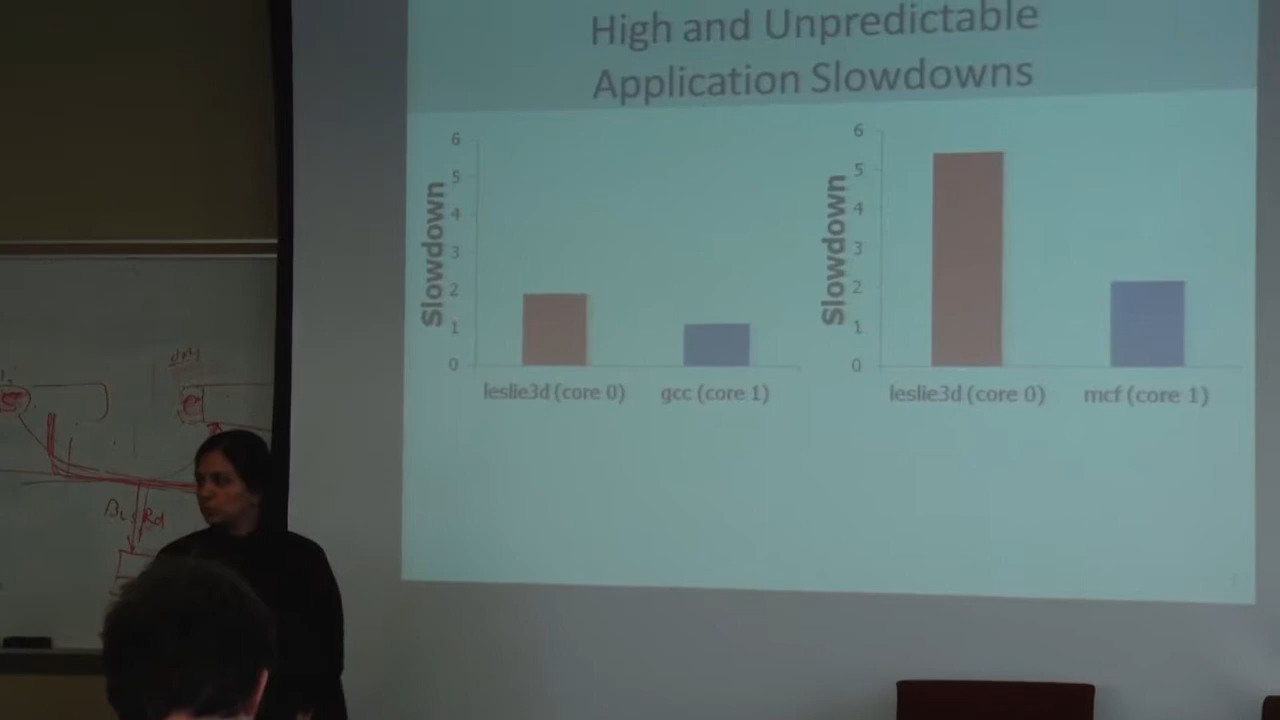 High and Unpredictable
Application Slowdowns
Slowdown
6
5
4
3
2
1
0
leslie3d (core 0)
gcc (core 1)
Slowdown
6
5
4
3
2
1
0
leslie3d (core 0)
mcf (core 1)